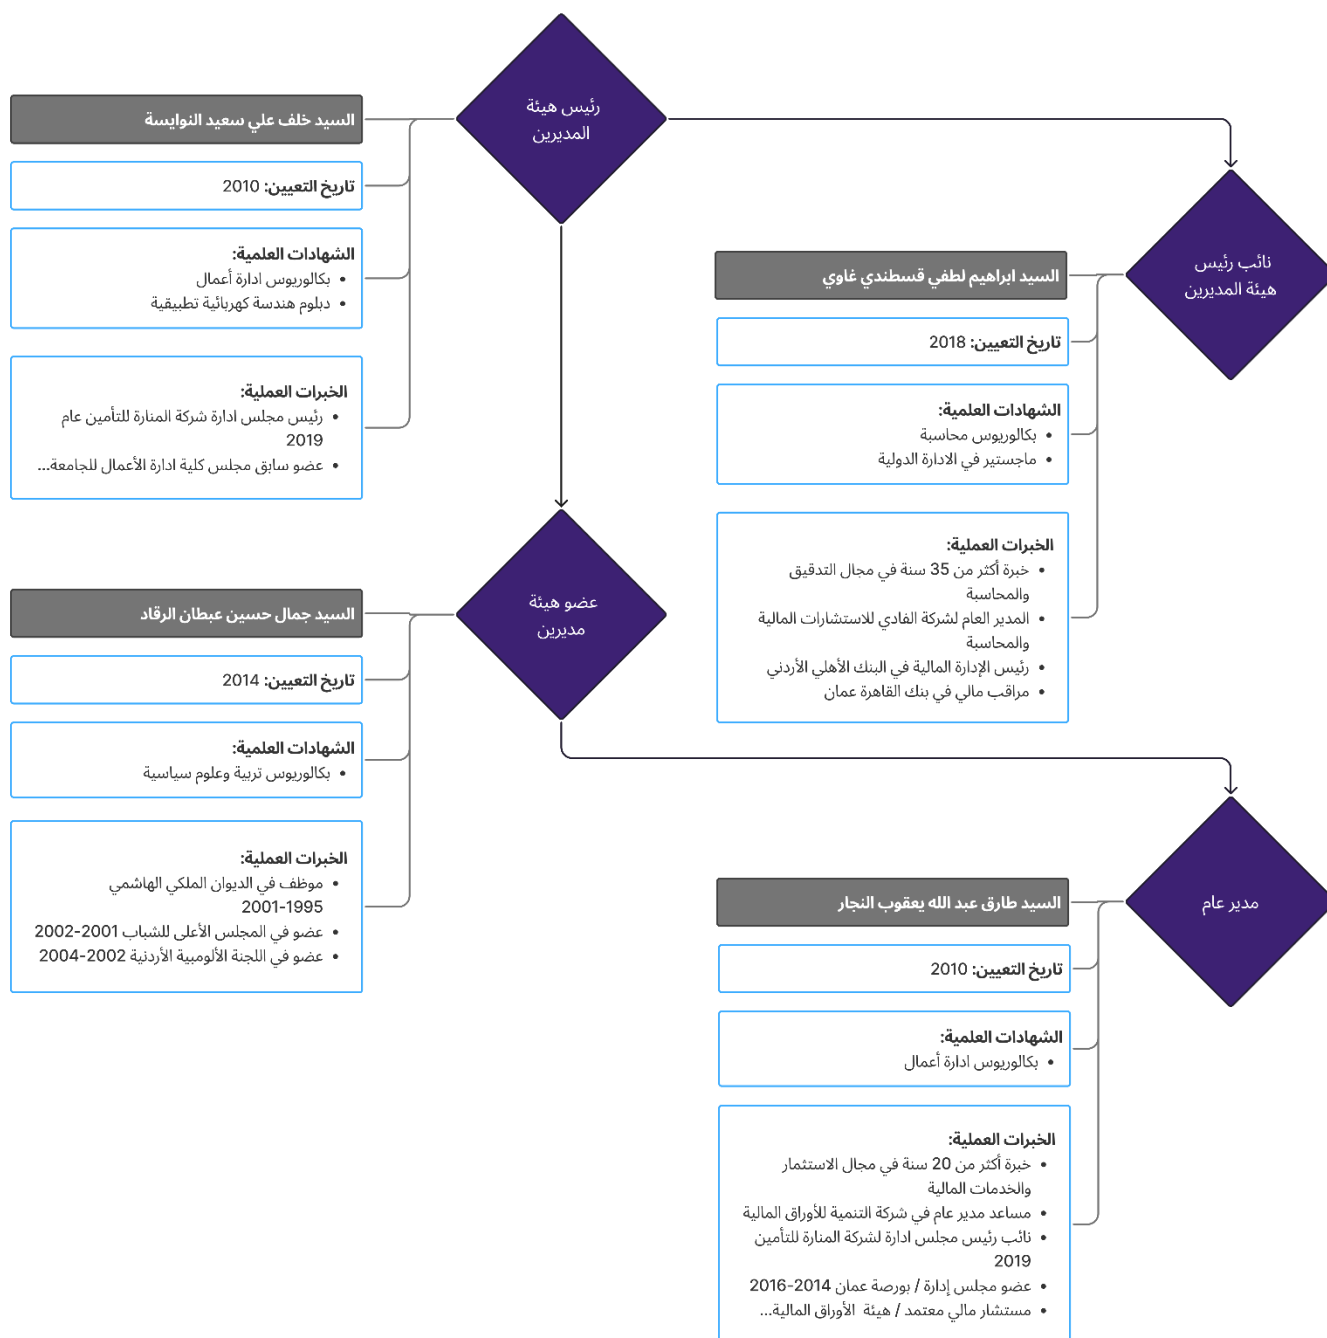 رئيس هيئة
المديرين
السيد خلف علي سعيد النوايسة
تاريخ التعيين: 2010
الشهادات العلمية:
• بكالوريوس ادارة أعمال
• دبلوم هندسة كهربائية تطبيقية
الخبرات العملية:
• رئيس مجلس ادارة شركة المنارة للتأمين عام
2019
• عضو سابق مجلس كلية ادارة الأعمال للجامعة...
نائب رئيس
هيئة المديرين
السيد ابراهيم لطفي قسطندي غاوي
تاريخ التعيين: 2018
الشهادات العلمية:
• بكالوريوس محاسبة
• ماجستير في الادارة الدولية
الخبرات العملية:
• خبرة أكثر من 35 سنة في مجال التدقيق
والمحاسبة
• المدير العام لشركة الفادي للاستشارات المالية
والمحاسبة
• رئيس الإدارة المالية في البنك الأهلي الأردني
• مراقب مالي في بنك القاهرة عمان
عضو هيئة
مديرين
السيد جمال حسين عبطان الرقاد
تاريخ التعيين: 2014
الشهادات العلمية:
• بكالوريوس تربية وعلوم سياسية
الخبرات العملية:
• موظف في الديوان الملكي الهاشمي
1995-2001
• عضو في المجلس الأعلى للشباب 2001-2002
• عضو في اللجنة الألومبية الأردنية 2002-2004
مدير عام
السيد طارق عبد الله يعقوب النجار
تاريخ التعيين: 2010
الشهادات العلمية:
• بكالوريوس ادارة أعمال
الخبرات العملية:
• خبرة أكثر من 20 سنة في مجال الاستثمار
والخدمات المالية
• مساعد مدير عام في شركة التنمية للأوراق المالية
• نائب رئيس مجلس ادارة لشركة المنارة للتأمين
2019
• عضو مجلس إدارة / بورصة عمان 2014-2016
• مستشار مالي معتمد / هيئة الأوراق المالية...